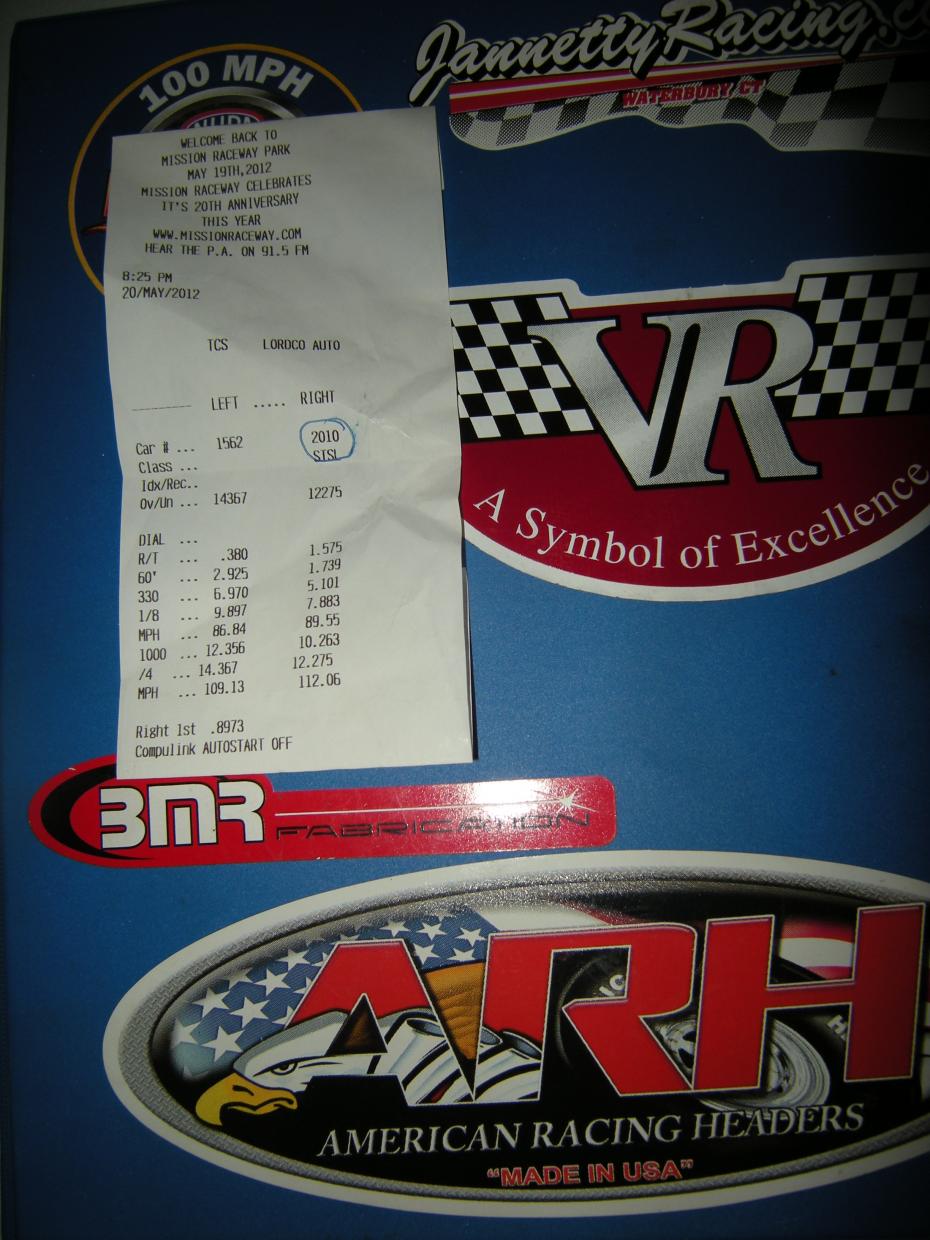 100 MPH
JannettyRacing.c
WATERBURY CT
WELCOME BACK TO
MISSION RACEWAY PARK
MAY 19TH,2012
MISSION RACEWAY CELEBRATES
IT'S 20TH ANNIVERSARY
THIS YEAR
WWW.MISSIONRACEWAY.COM
HEAR THE P.A. ON 91.5 FM
8:25 PM
20/MAY/2012
TCS LORDCO AUTO
LEFT ..... RIGHT
Car # ... 1562 2010
Class ... STSL
Idx/Rec..
Ov/Un ... 14367 12275
DIAL ...
R/T ... .380 1.575
60' ... 2.925 1.739
330 ... 6.970 5.101
1/8 ... 9.897 7.883
MPH ... 86.84 89.55
1000 ... 12.356 10.263
/4 ... 14.367 12.275
MPH ... 109.13 112.06
Right 1st .8973
Compulink AUTOSTART OFF
VR
A Symbol of Excellence
BMR FABRICATION
ARH
AMERICAN RACING HEADERS
“MADE IN USA”